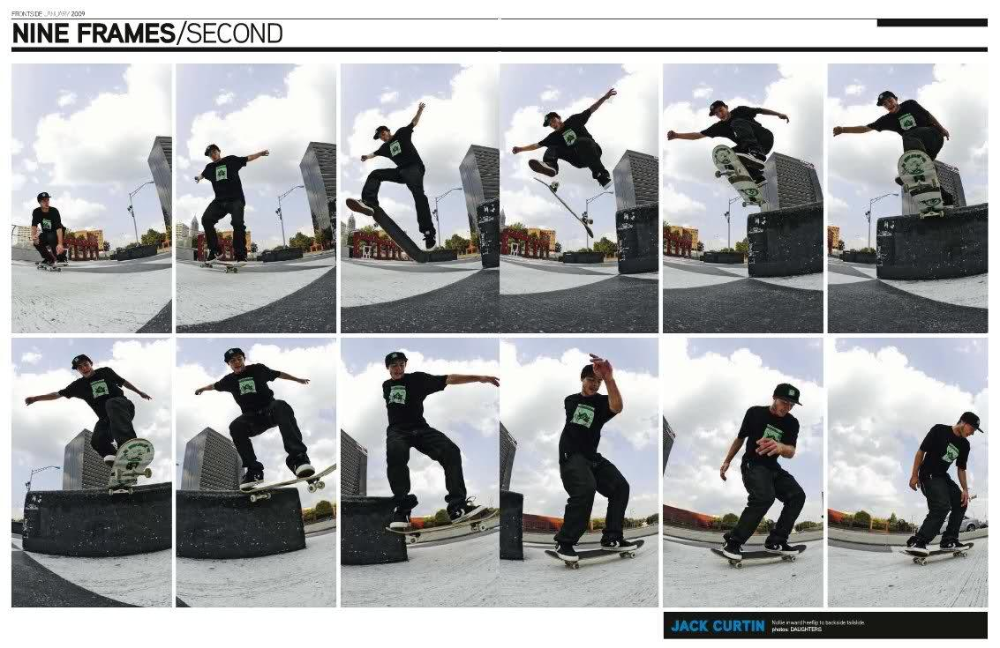 FRONTSIDE JANUARY 2009
NINE FRAMES/SECOND
JACK CURTIN
Nollie inward heelflip to backside tailslide.
photos: DAUGHTERS